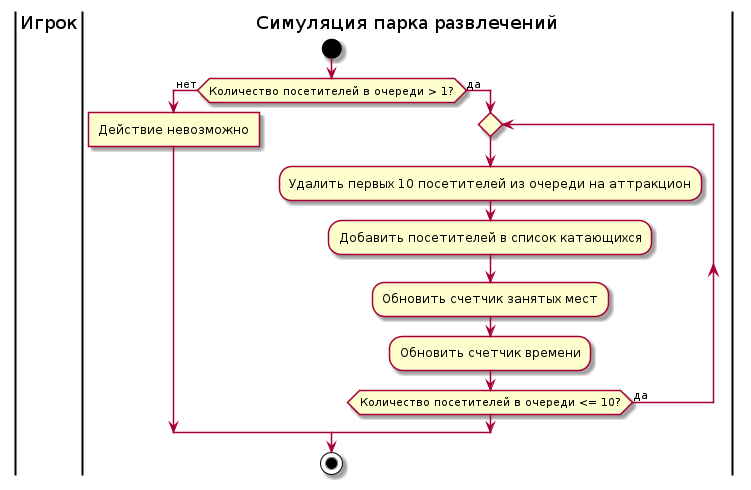 Игрок
Симуляция парка развлечений
нет
Количество посетителей в очереди > 1?
да
Действие невозможно
Удалить первых 10 посетителей из очереди на аттракцион
Добавить посетителей в список катающихся
Обновить счетчик занятых мест
Обновить счетчик времени
Количество посетителей в очереди <= 10?
да